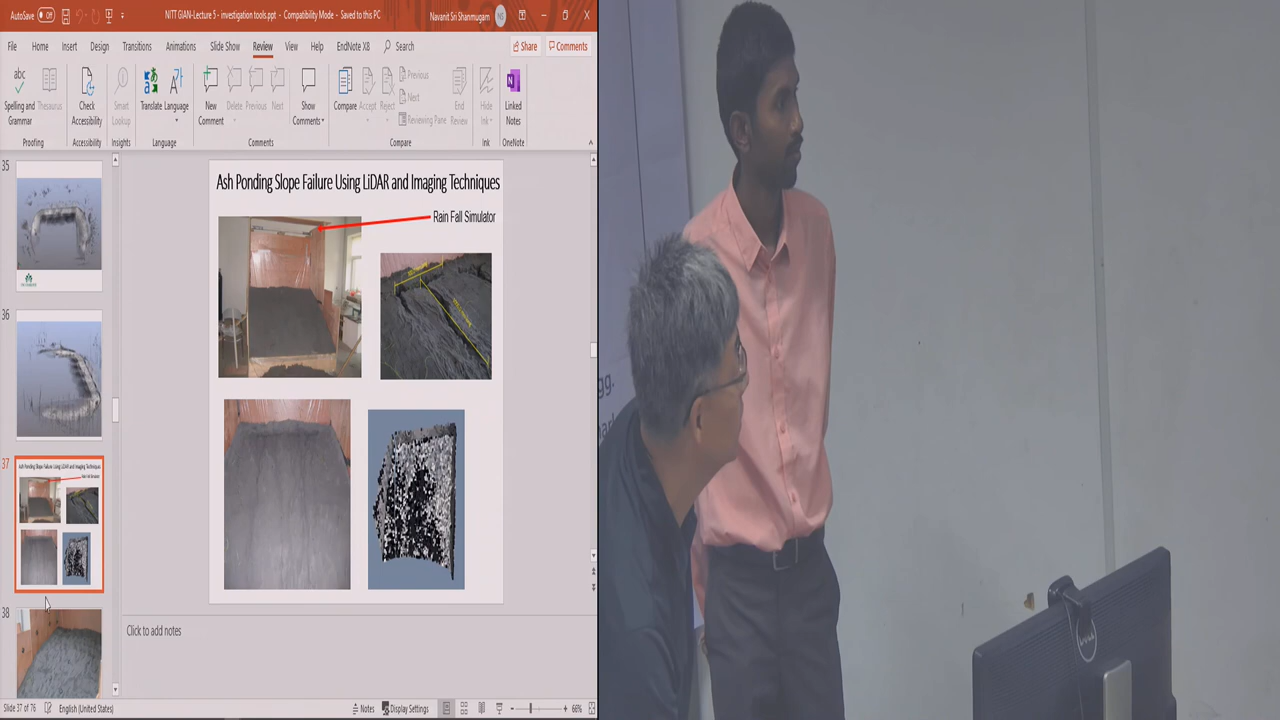 AutoSave Off
NITT GIAN-Lecture 5 - investigation tools.ppt - Compatibility Mode - Saved to this PC
Navanit Sri Shanmugam NS
File Home Insert Design Transitions Animations Slide Show Review View Help EndNote X8 Search
Share Comments
Spelling and Grammar
Thesaurus
Check Accessibility
Smart Lookup
Translate
Language
New Comment
Delete
Previous
Next
Show Comments
Compare
Accept
Reject
Previous
Next
Reviewing Pane
End Review
Hide Ink
Linked Notes
Proofing Accessibility Insights Language Comments Compare Ink OneNote
35
36
37
38
Ash Ponding Slope Failure Using LiDAR and Imaging Techniques
Rain Fall Simulator
Click to add notes
Slide 37 of 76 English (United States) Notes Display Settings 66%
gg.
DELL